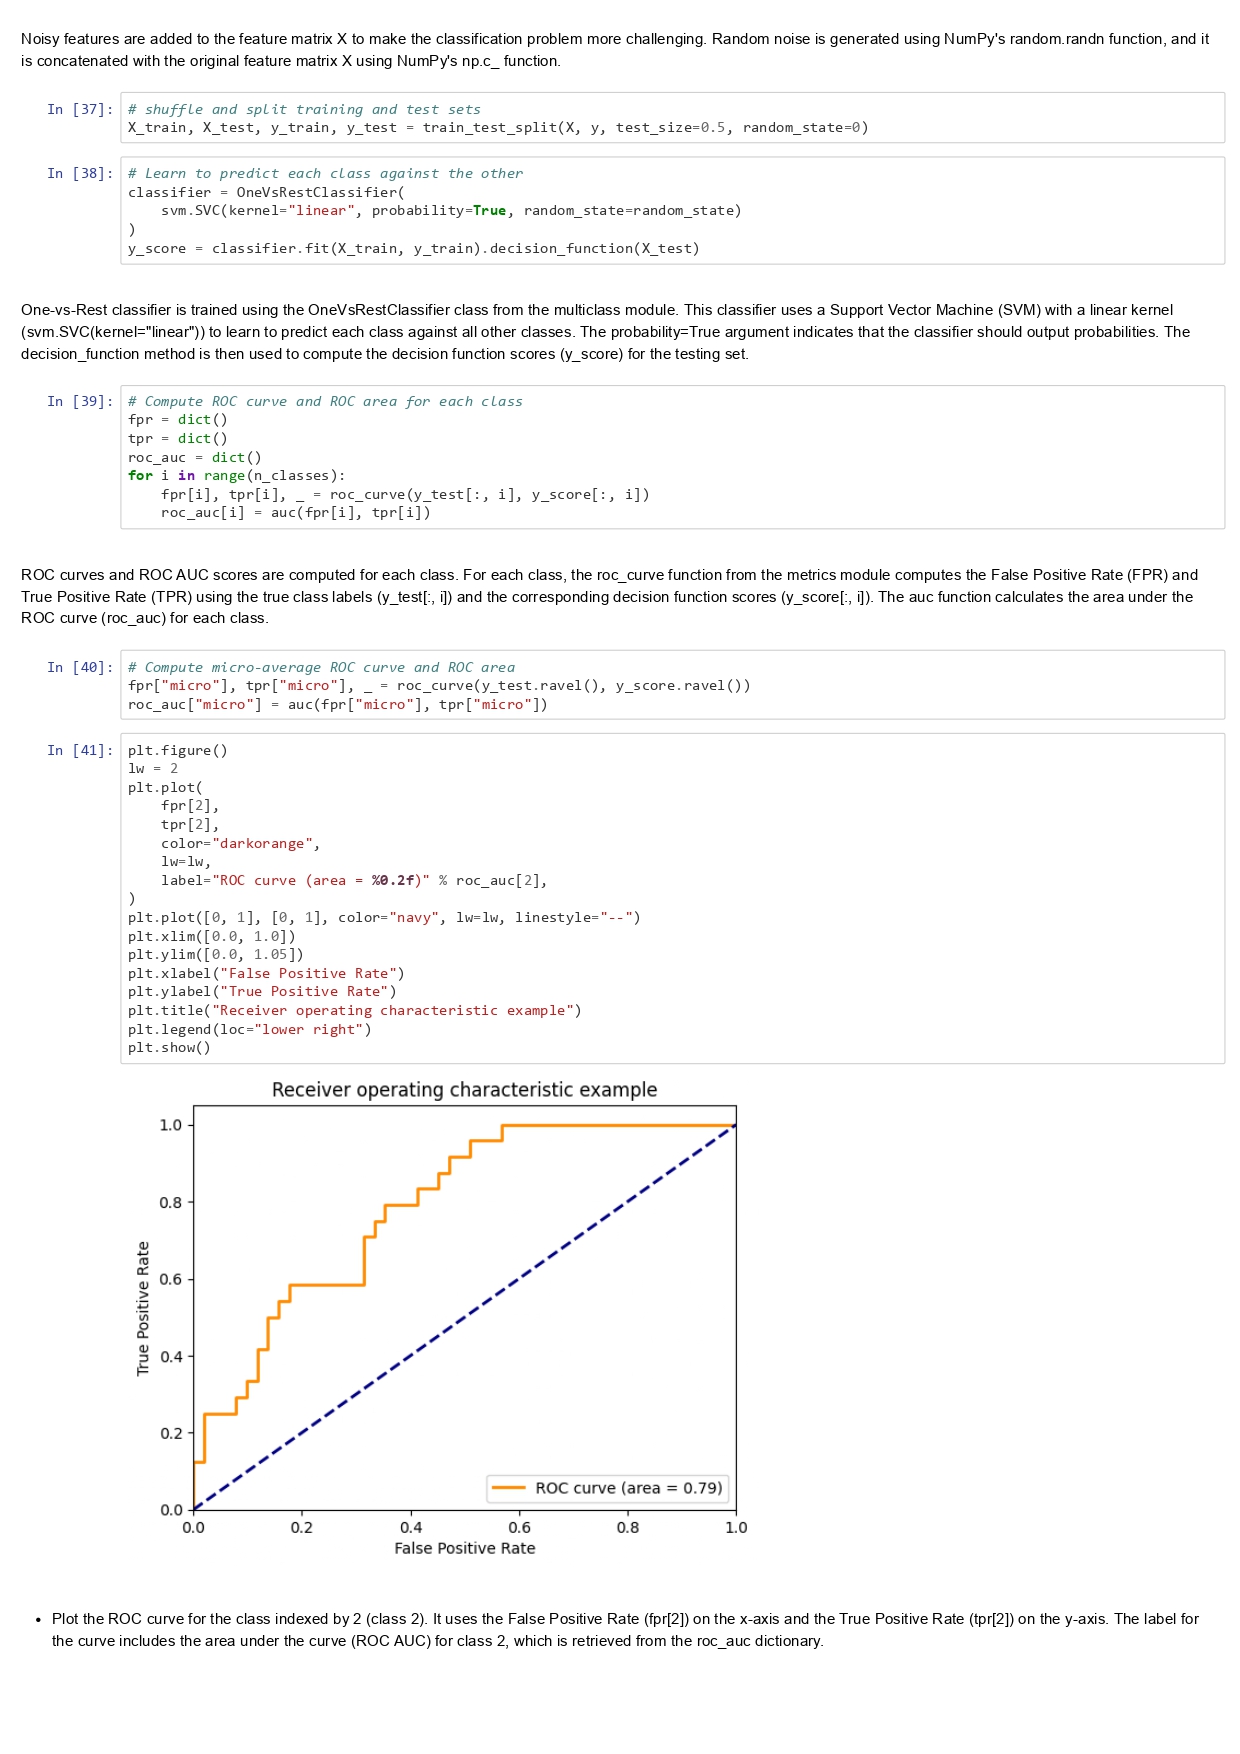 Noisy features are added to the feature matrix X to make the classification problem more challenging. Random noise is generated using NumPy's random.randn function, and it
is concatenated with the original feature matrix X using NumPy's np.c_ function.
In [37]: # shuffle and split training and test sets
X_train, X_test, y_train, y_test = train_test_split(X, y, test_size=0.5, random_state=0)
In [38]: # Learn to predict each class against the other
classifier = OneVsRestClassifier(
    svm.SVC(kernel="linear", probability=True, random_state=random_state)
)
y_score = classifier.fit(X_train, y_train).decision_function(X_test)
One-vs-Rest classifier is trained using the OneVsRestClassifier class from the multiclass module. This classifier uses a Support Vector Machine (SVM) with a linear kernel
(svm.SVC(kernel="linear")) to learn to predict each class against all other classes. The probability=True argument indicates that the classifier should output probabilities. The
decision_function method is then used to compute the decision function scores (y_score) for the testing set.
In [39]: # Compute ROC curve and ROC area for each class
fpr = dict()
tpr = dict()
roc_auc = dict()
for i in range(n_classes):
    fpr[i], tpr[i], _ = roc_curve(y_test[:, i], y_score[:, i])
    roc_auc[i] = auc(fpr[i], tpr[i])
ROC curves and ROC AUC scores are computed for each class. For each class, the roc_curve function from the metrics module computes the False Positive Rate (FPR) and
True Positive Rate (TPR) using the true class labels (y_test[:, i]) and the corresponding decision function scores (y_score[:, i]). The auc function calculates the area under the
ROC curve (roc_auc) for each class.
In [40]: # Compute micro-average ROC curve and ROC area
fpr["micro"], tpr["micro"], _ = roc_curve(y_test.ravel(), y_score.ravel())
roc_auc["micro"] = auc(fpr["micro"], tpr["micro"])
In [41]: plt.figure()
lw = 2
plt.plot(
    fpr[2],
    tpr[2],
    color="darkorange",
    lw=lw,
    label="ROC curve (area = %0.2f)" % roc_auc[2],
)
plt.plot([0, 1], [0, 1], color="navy", lw=lw, linestyle="--")
plt.xlim([0.0, 1.0])
plt.ylim([0.0, 1.05])
plt.xlabel("False Positive Rate")
plt.ylabel("True Positive Rate")
plt.title("Receiver operating characteristic example")
plt.legend(loc="lower right")
plt.show()
Receiver operating characteristic example
1.0
0.8
0.6
0.4
0.2
0.0
True Positive Rate
ROC curve (area = 0.79)
0.0 0.2 0.4 0.6 0.8 1.0
False Positive Rate
• Plot the ROC curve for the class indexed by 2 (class 2). It uses the False Positive Rate (fpr[2]) on the x-axis and the True Positive Rate (tpr[2]) on the y-axis. The label for
the curve includes the area under the curve (ROC AUC) for class 2, which is retrieved from the roc_auc dictionary.